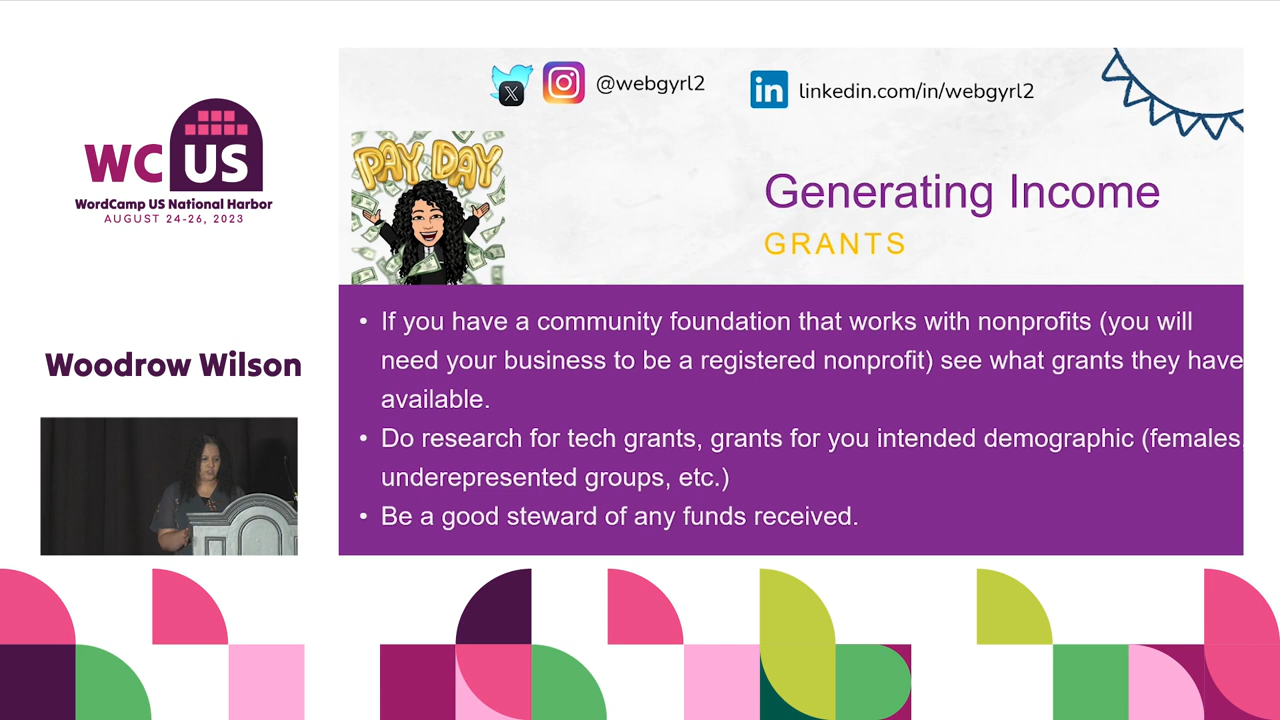 WC US
WordCamp US National Harbor
AUGUST 24-26, 2023
Woodrow Wilson
@webgyrl2
linkedin.com/in/webgyrl2
PAY DAY
Generating Income
GRANTS
• If you have a community foundation that works with nonprofits (you will
need your business to be a registered nonprofit) see what grants they have
available.
• Do research for tech grants, grants for you intended demographic (females,
underepresented groups, etc.)
• Be a good steward of any funds received.